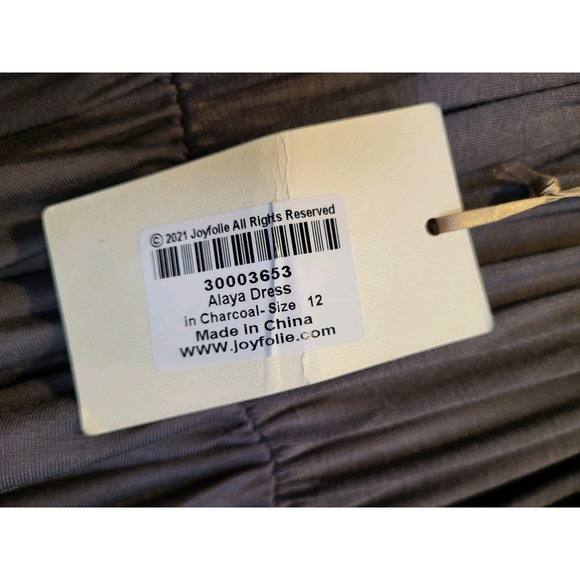 © 2021 Joyfolie All Rights Reserved
30003653
Alaya Dress
in Charcoal- Size 12
Made in China
www.joyfolie.com